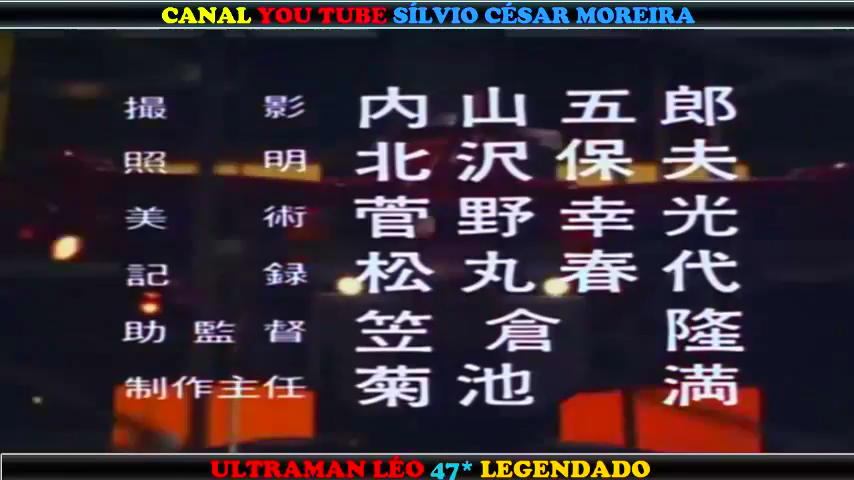 CANAL YOU TUBE SÍLVIO CÉSAR MOREIRA
撮影 内山五郎
照明 北沢保夫
美術 菅野幸光
記録 松丸春代
助監督 笠倉隆
制作主任 菊池満
ULTRAMAN LÉO 47* LEGENDADO